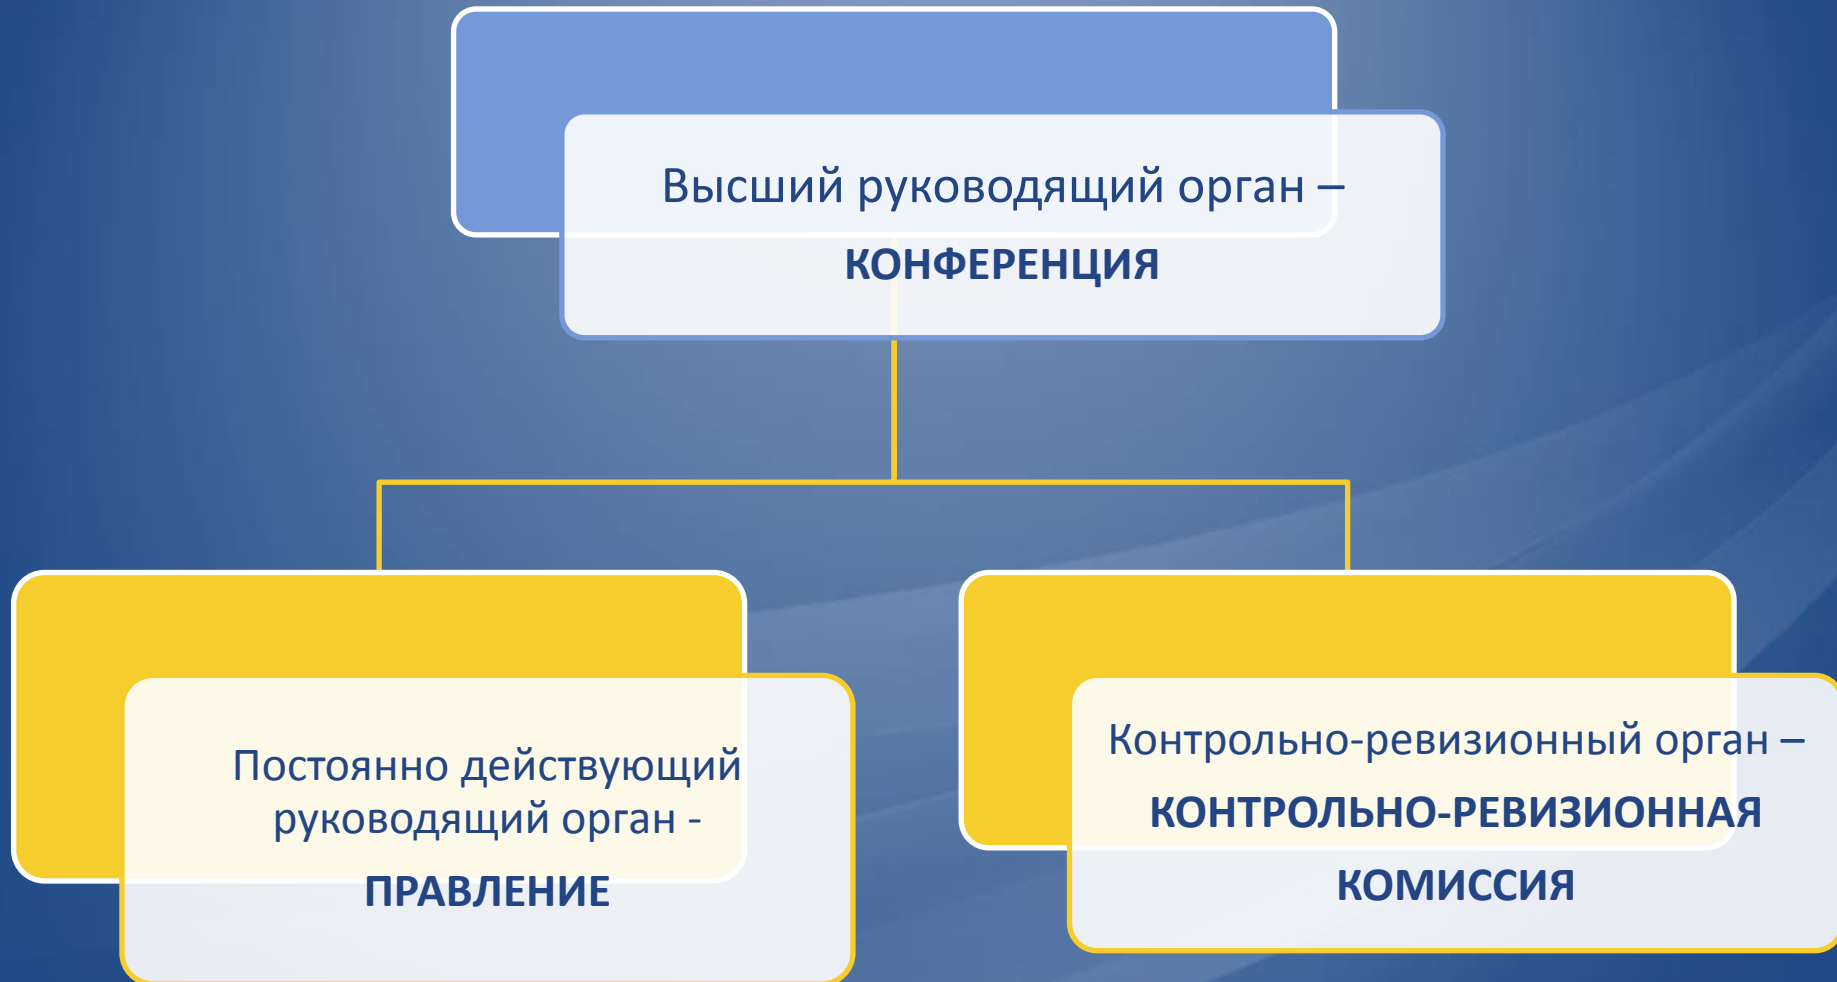 Высший руководящий орган –
КОНФЕРЕНЦИЯ
Постоянно действующий
руководящий орган -
ПРАВЛЕНИЕ
Контрольно-ревизионный орган –
КОНТРОЛЬНО-РЕВИЗИОННАЯ
КОМИССИЯ